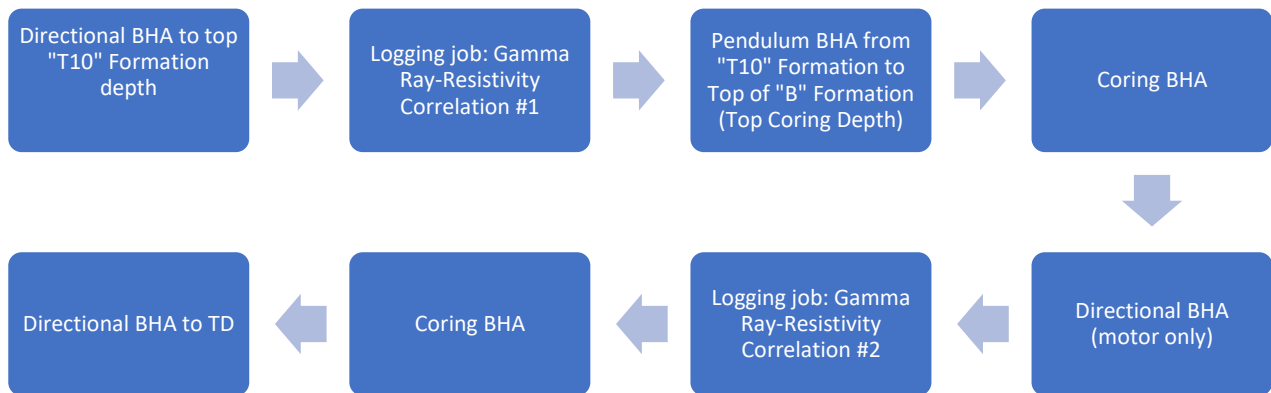 Directional BHA to top
"T10" Formation
depth
Logging job: Gamma
Ray-Resistivity
Correlation #1
Pendulum BHA from
"T10" Formation to
Top of "B" Formation
(Top Coring Depth)
Coring BHA
Directional BHA
(motor only)
Logging job: Gamma
Ray-Resistivity
Correlation #2
Coring BHA
Directional BHA to TD